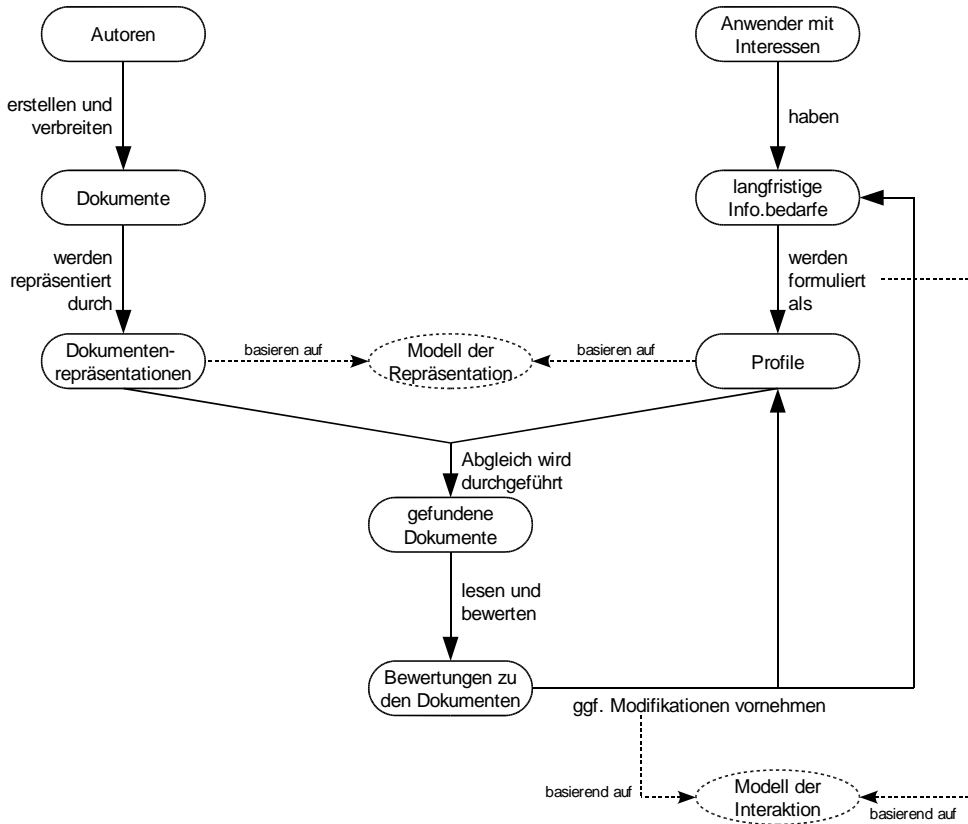 Autoren
Anwender mit
Interessen
erstellen und
verbreiten
haben
Dokumente
langfristige
Info.bedarfe
werden
repräsentiert
durch
werden
formuliert
als
Dokumenten-
repräsentationen
basieren auf
Modell der
Repräsentation
basieren auf
Profile
Abgleich wird
durchgeführt
gefundene
Dokumente
lesen und
bewerten
Bewertungen zu
den Dokumenten
ggf. Modifikationen vornehmen
basierend auf
Modell der
Interaktion
basierend auf